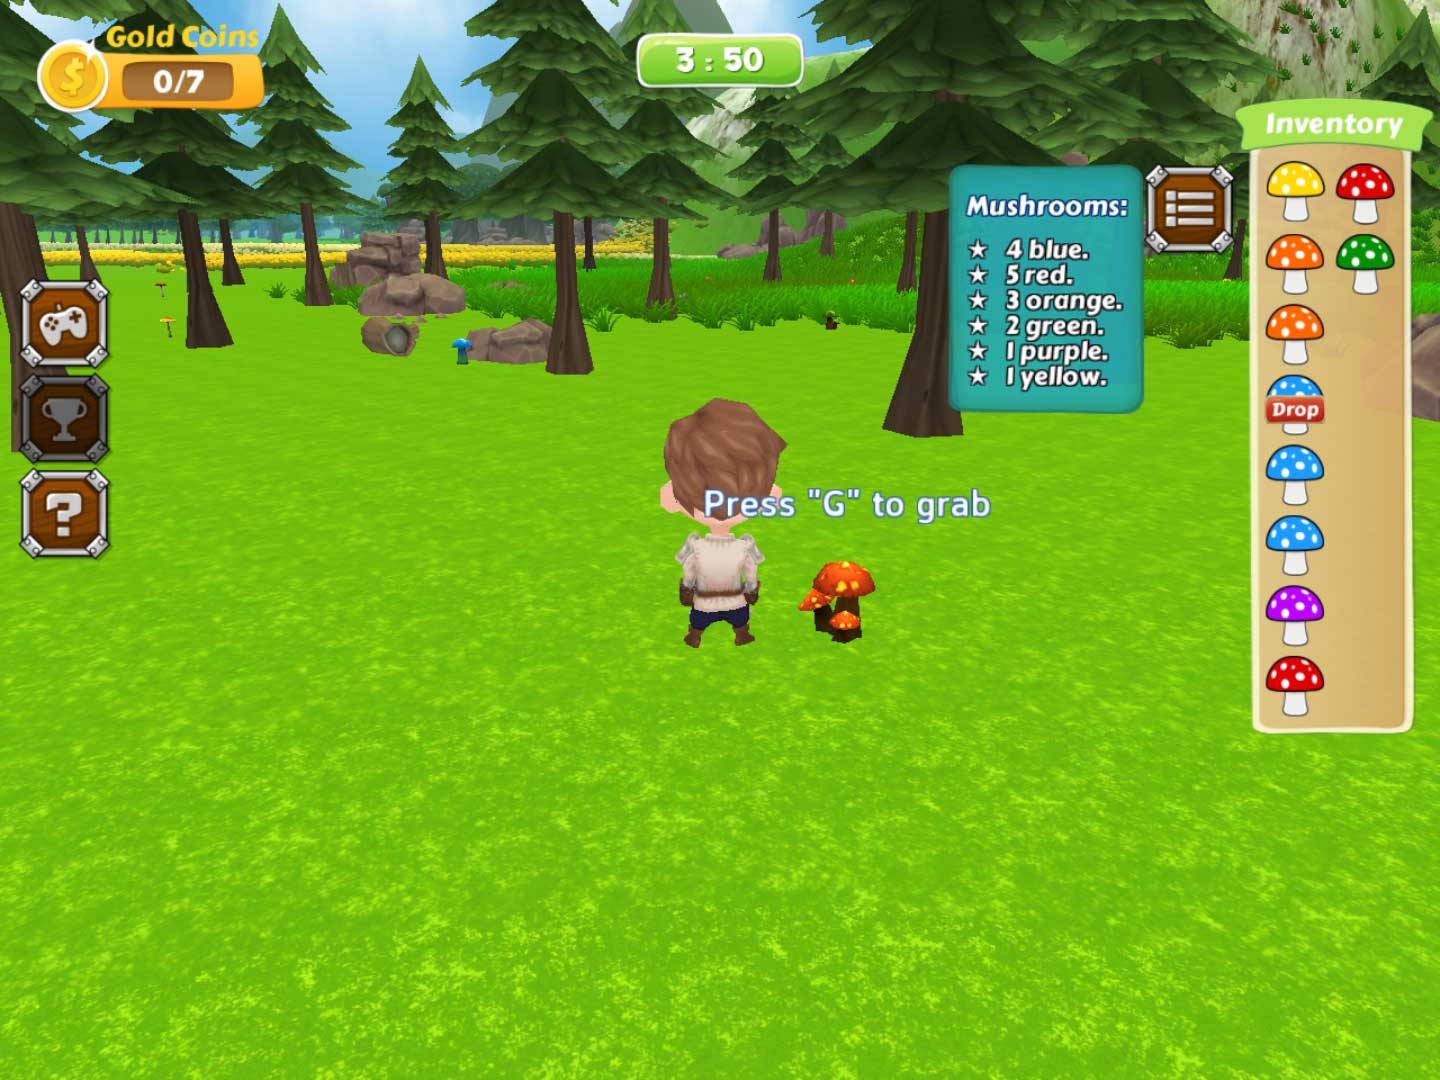 Gold Coins
0/7
3 : 50
Inventory
Mushrooms:
★ 4 blue.
★ 5 red.
★ 3 orange.
★ 2 green.
★ 1 purple.
★ 1 yellow.
Drop
Press "G" to grab